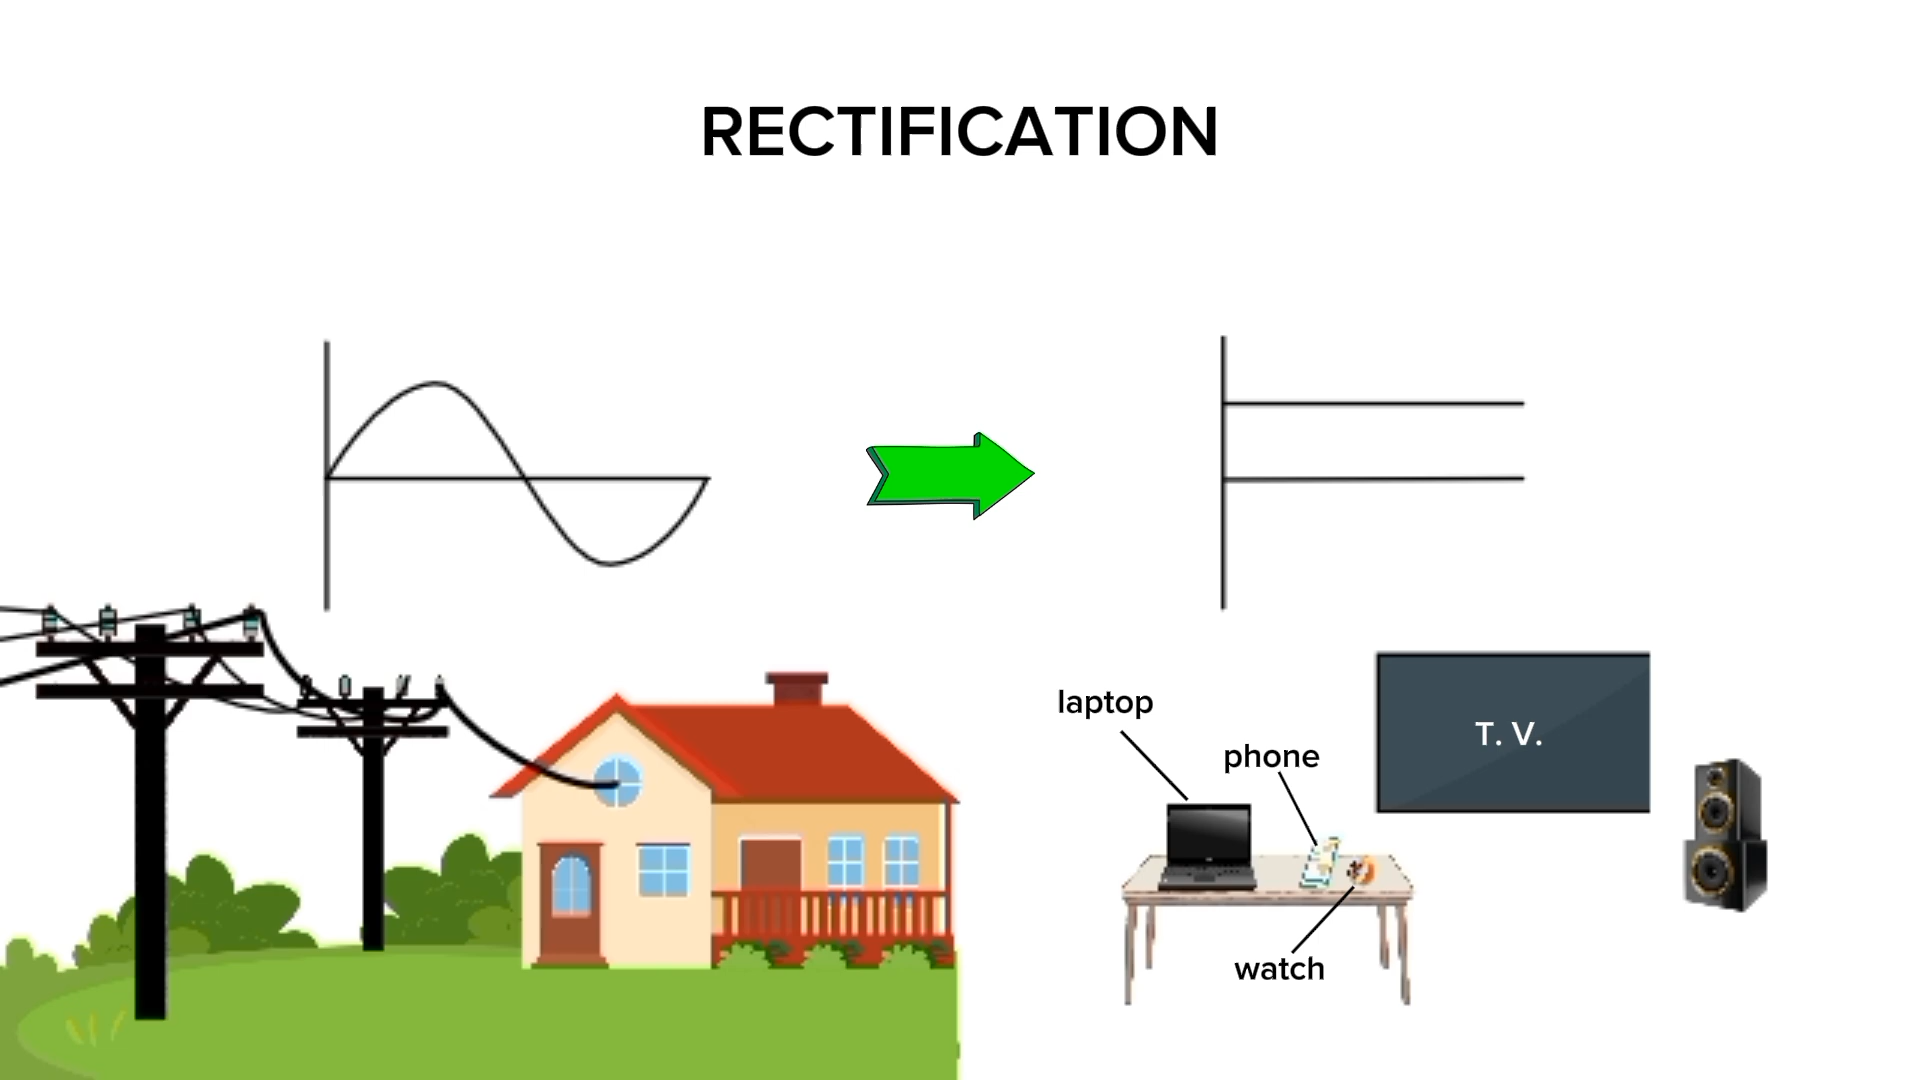 RECTIFICATION
laptop
phone
T. V.
watch